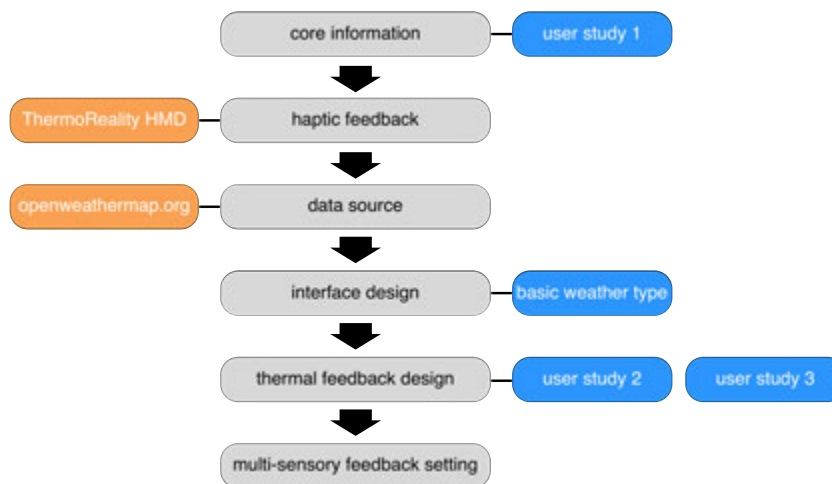 core information
user study 1
ThermoReality HMD
haptic feedback
openweathermap.org
data source
interface design
basic weather type
thermal feedback design
user study 2
user study 3
multi-sensory feedback setting